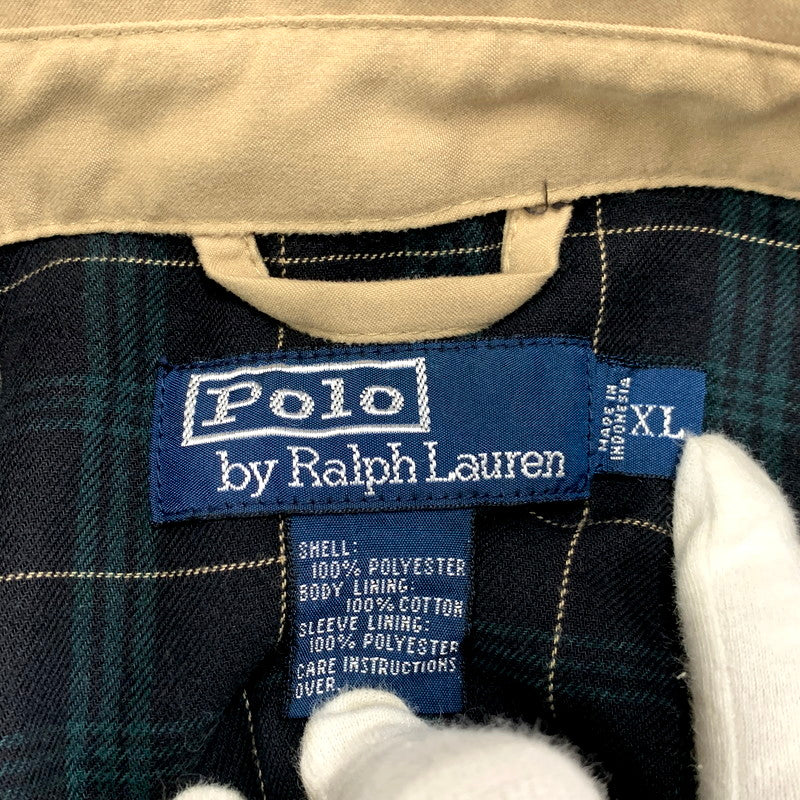 Polo
by Ralph Lauren
MADE IN
INDONESIA
XL
SHELL:
100% POLYESTER
BODY LINING:
100% COTTON
SLEEVE LINING:
100% POLYESTER
CARE INSTRUCTIONS
OVER.